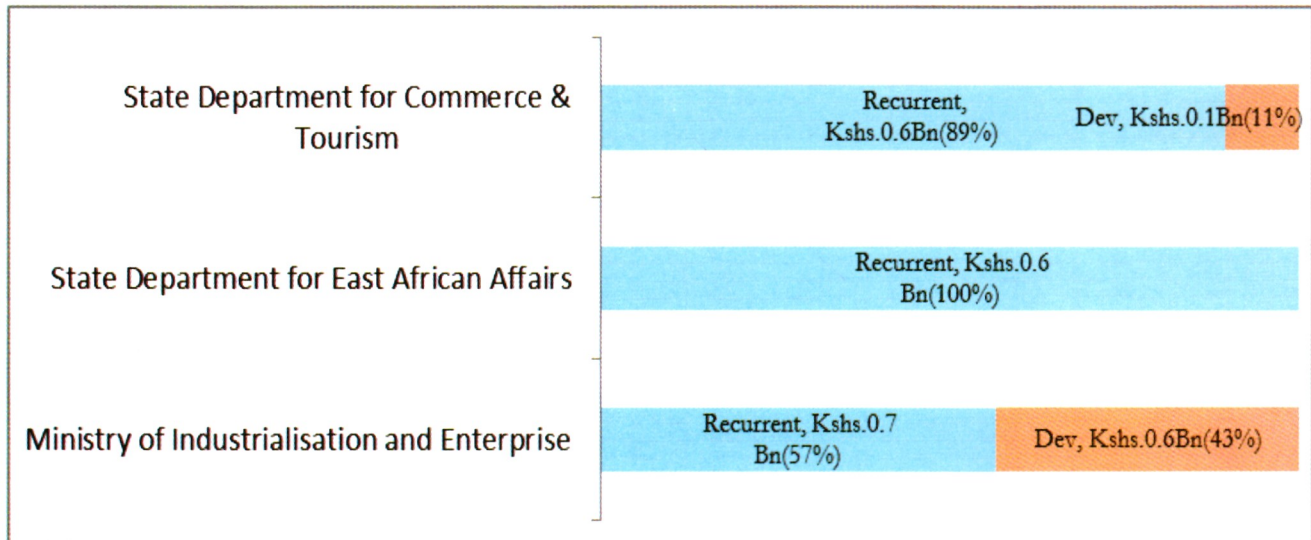 State Department for Commerce &
Tourism
Recurrent,
Kshs.0.6Bn(89%)
Dev, Kshs.0.1Bn(11%)
State Department for East African Affairs
Recurrent, Kshs.0.6
Bn(100%)
Ministry of Industrialisation and Enterprise
Recurrent, Kshs.0.7
Bn(57%)
Dev, Kshs.0.6Bn(43%)